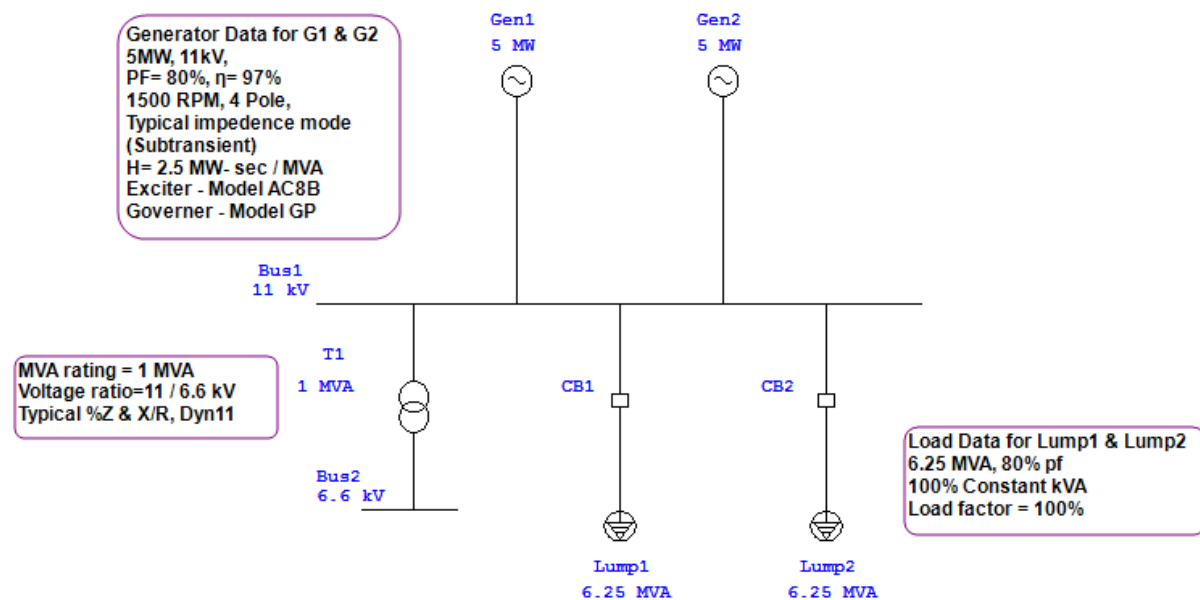 Generator Data for G1 & G2
5MW, 11kV,
PF= 80%, η= 97%
1500 RPM, 4 Pole,
Typical impedence mode
(Subtransient)
H= 2.5 MW- sec / MVA
Exciter - Model AC8B
Governer - Model GP
Gen1
5 MW
Gen2
5 MW
Bus1
11 kV
MVA rating = 1 MVA
Voltage ratio=11 / 6.6 kV
Typical %Z & X/R, Dyn11
T1
1 MVA
CB1
CB2
Bus2
6.6 kV
Load Data for Lump1 & Lump2
6.25 MVA, 80% pf
100% Constant kVA
Load factor = 100%
Lump1
6.25 MVA
Lump2
6.25 MVA